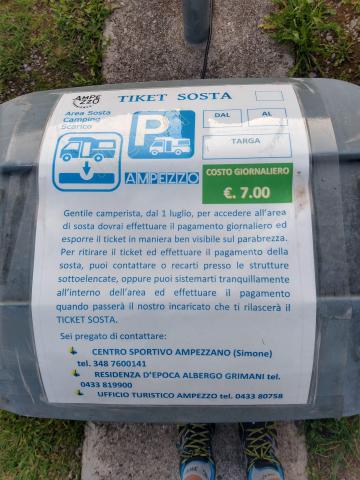 AMPEZZO
TIKET SOSTA
Area Sosta
Camping
Scarico
P
DAL
AL
TARGA
AMPEZZO
COSTO GIORNALIERO
€. 7.00
Gentile camperista, dal 1 luglio, per accedere all'area
di sosta dovrai effettuare il pagamento giornaliero ed
esporre il ticket in maniera ben visibile sul parabrezza.
Per ritirare il ticket ed effettuare il pagamento della
sosta, puoi contattare o recarti presso le strutture
sottoelencate, oppure puoi sistemarti tranquillamente
all'interno dell'area ed effettuare il pagamento
quando passerà il nostro incaricato che ti rilascerà il
TICKET SOSTA.
Sei pregato di contattare:
CENTRO SPORTIVO AMPEZZANO (Simone)
tel. 348 7600141
RESIDENZA D'EPOCA ALBERGO GRIMANI tel.
0433 819900
UFFICIO TURISTICO AMPEZZO tel. 0433 80758